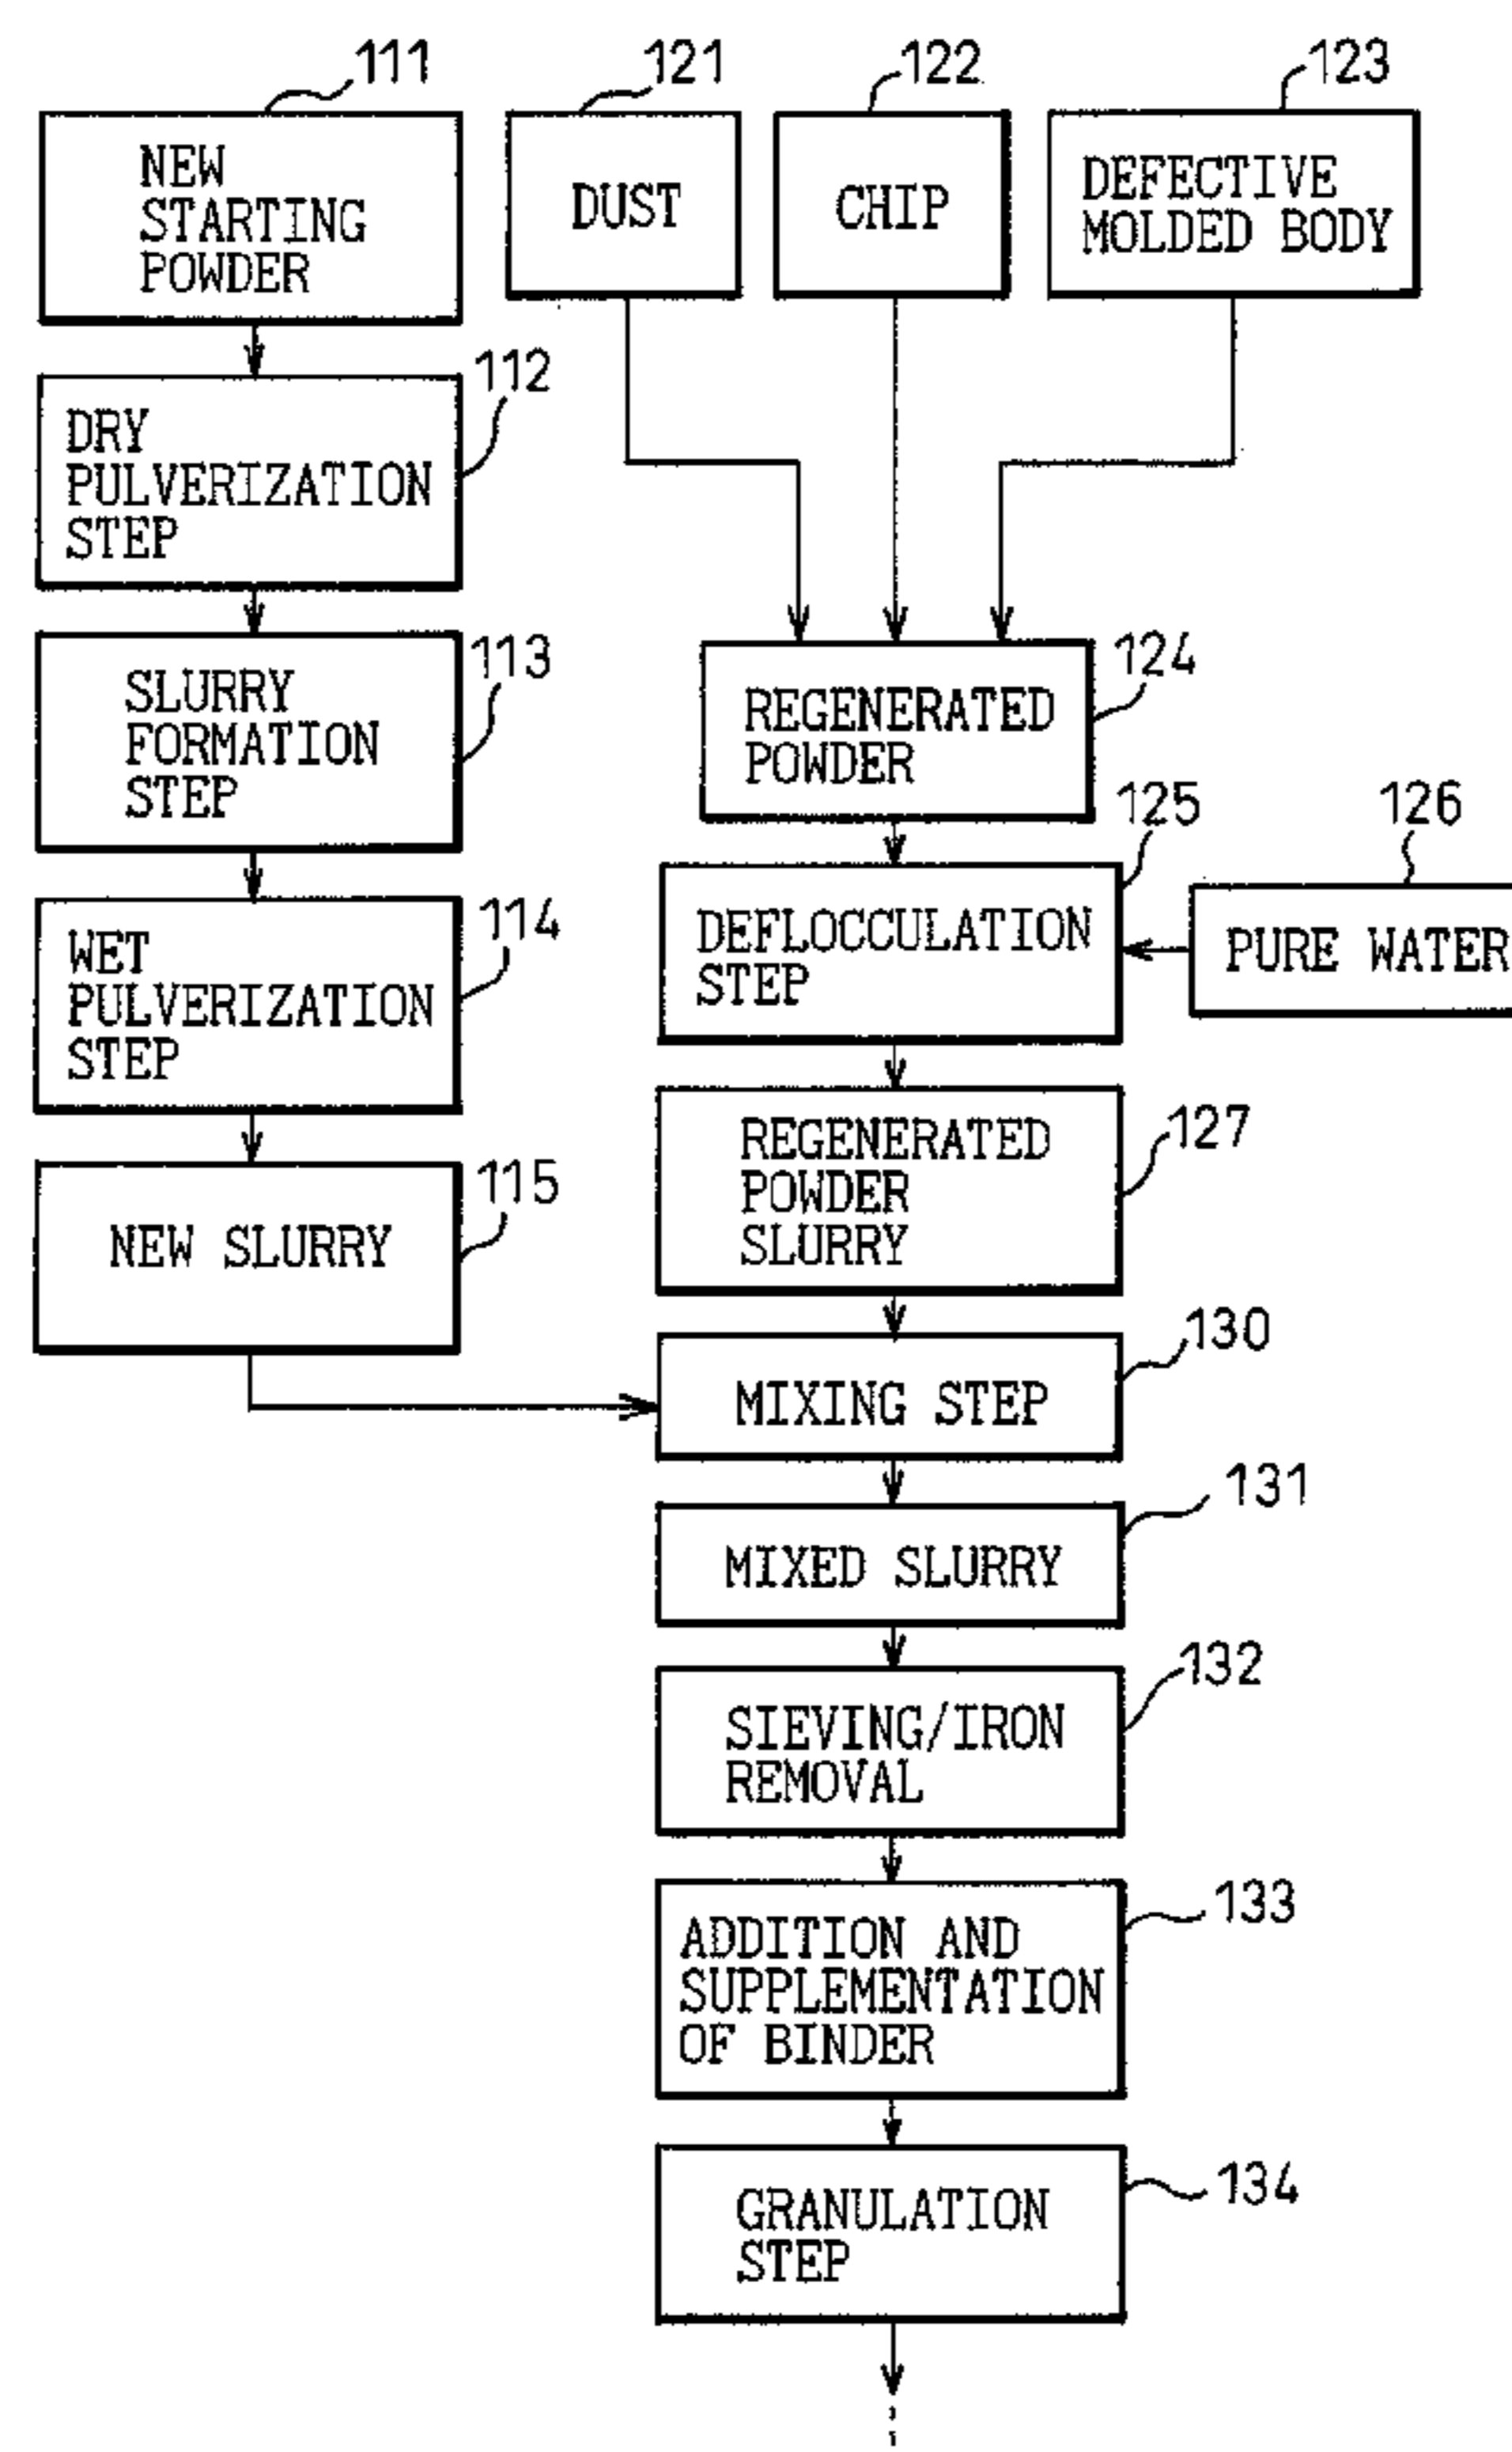 111
121
122
123
NEW
STARTING
POWDER
DUST
CHIP
DEFECTIVE
MOLDED BODY
112
DRY
PULVERIZATION
STEP
113
SLURRY
FORMATION
STEP
124
REGENERATED
POWDER
125
126
114
WET
PULVERIZATION
STEP
DEFLOCCULATION
STEP
PURE WATER
127
REGENERATED
POWDER
SLURRY
115
NEW SLURRY
130
MIXING STEP
131
MIXED SLURRY
132
SIEVING/IRON
REMOVAL
133
ADDITION AND
SUPPLEMENTATION
OF BINDER
134
GRANULATION
STEP